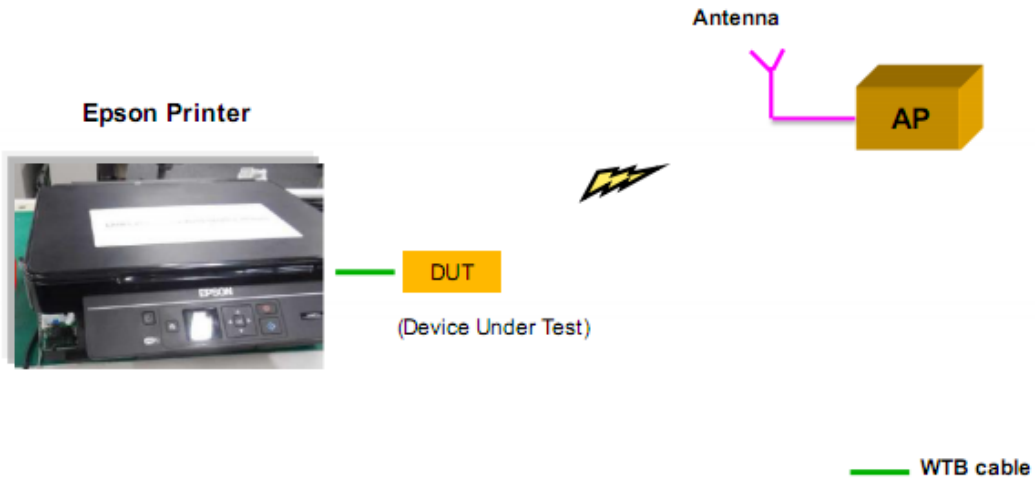 Antenna
AP
Epson Printer
EPSON
DUT
(Device Under Test)
WTB cable